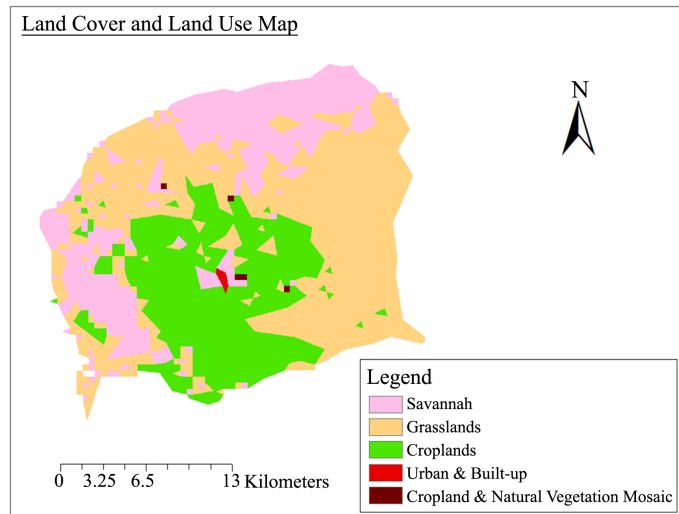 Land Cover and Land Use Map
N
Legend
Savannah
Grasslands
Croplands
Urban & Built-up
Cropland & Natural Vegetation Mosaic
0 3.25 6.5 13 Kilometers